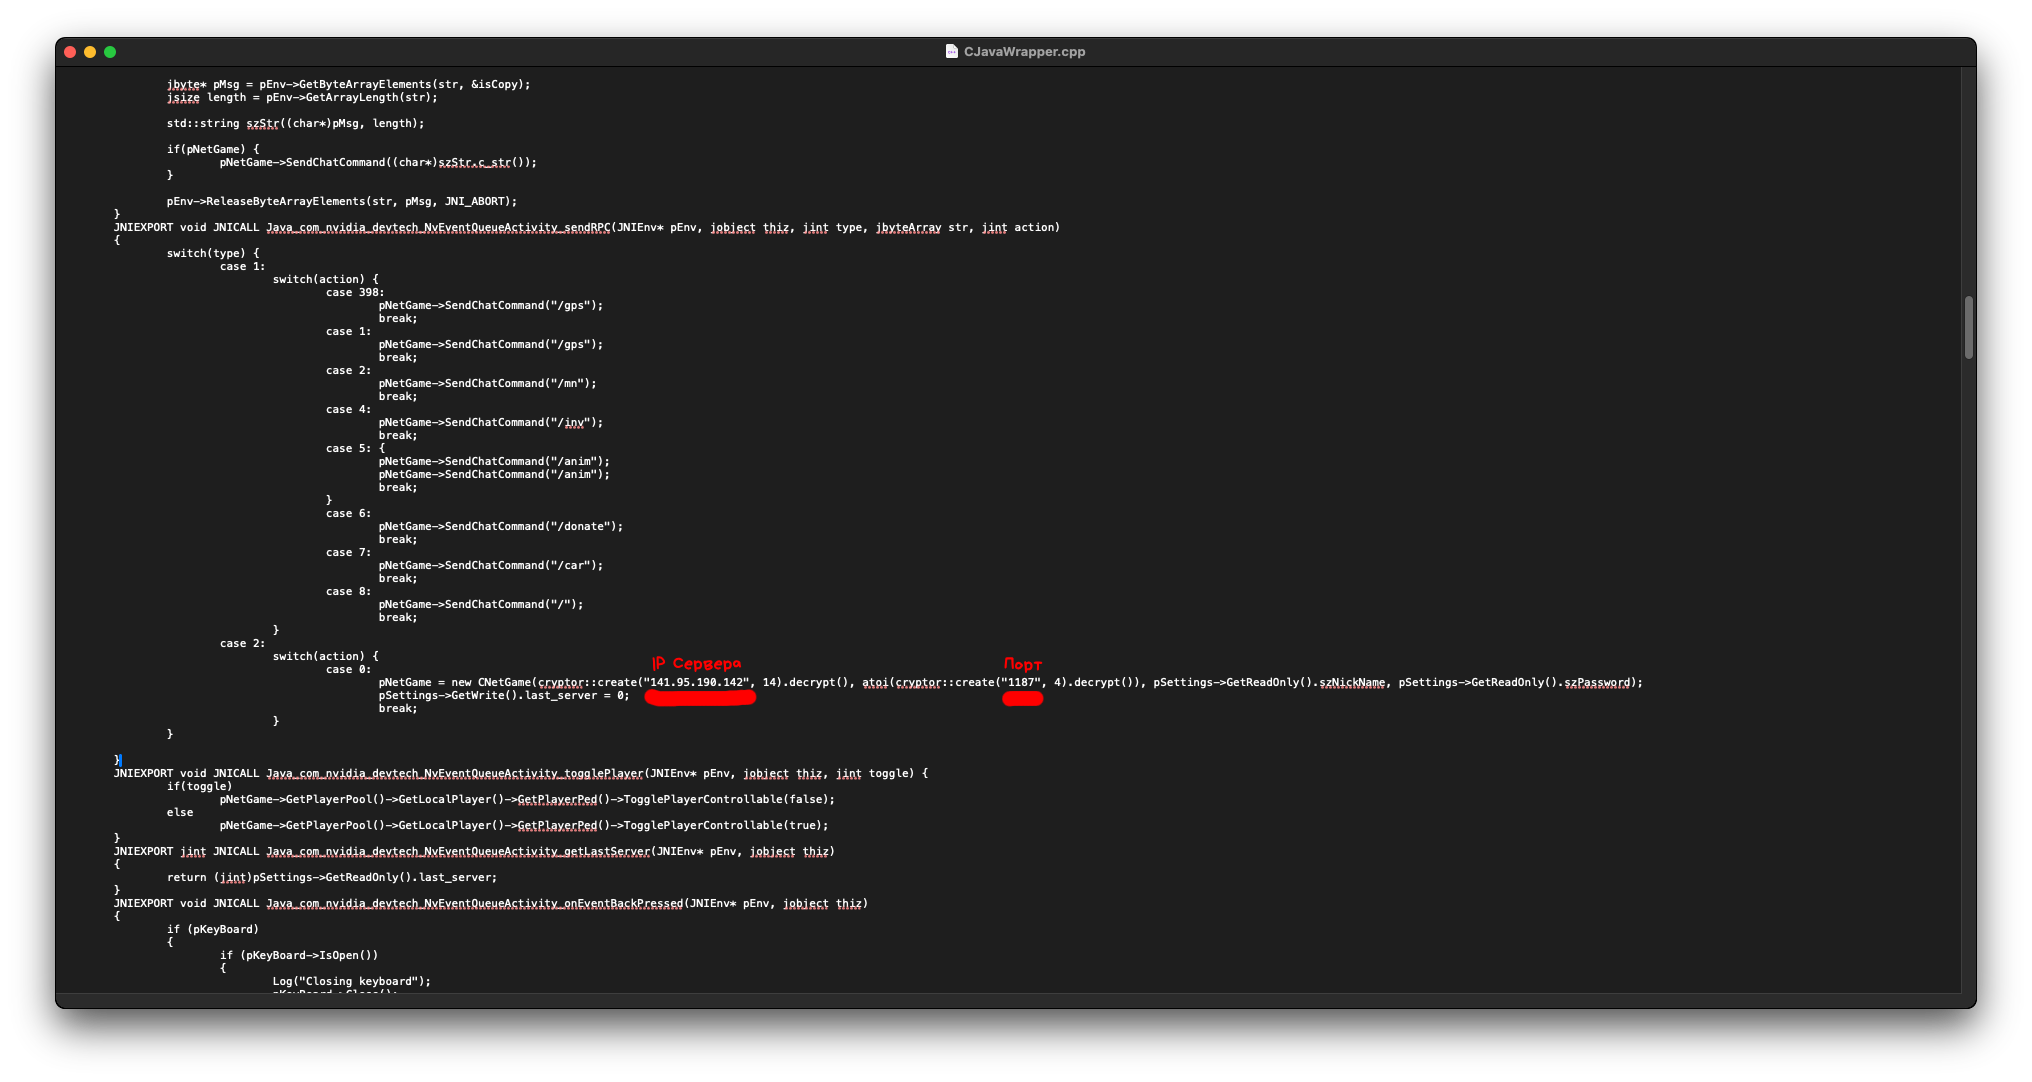 CJavaWrapper.cpp
jbyte* pMsg = pEnv->GetByteArrayElements(str, &isCopy);
jsize length = pEnv->GetArrayLength(str);
std::string szStr((char*)pMsg, length);
if(pNetGame) {
pNetGame->SendChatCommand((char*)szStr.c_str());
}
pEnv->ReleaseByteArrayElements(str, pMsg, JNI_ABORT);
}
JNIEXPORT void JNICALL Java_com_nvidia_devtech_NvEventQueueActivity_sendRPC(JNIEnv* pEnv, jobject thiz, jint type, jbyteArray str, jint action)
{
switch(type) {
case 1:
switch(action) {
case 398:
pNetGame->SendChatCommand("/gps");
break;
case 1:
pNetGame->SendChatCommand("/gps");
break;
case 2:
pNetGame->SendChatCommand("/mn");
break;
case 4:
pNetGame->SendChatCommand("/inv");
break;
case 5: {
pNetGame->SendChatCommand("/anim");
pNetGame->SendChatCommand("/anim");
break;
}
case 6:
pNetGame->SendChatCommand("/donate");
break;
case 7:
pNetGame->SendChatCommand("/car");
break;
case 8:
pNetGame->SendChatCommand("/");
break;
}
case 2:
switch(action) {
IP Сервера Порт
case 0:
pNetGame = new CNetGame(cryptor::create("141.95.190.142", 14).decrypt(), atoi(cryptor::create("1187", 4).decrypt()), pSettings->GetReadOnly().szNickName, pSettings->GetReadOnly().szPassword);
pSettings->GetWrite().last_server = 0;
break;
}
}
}
JNIEXPORT void JNICALL Java_com_nvidia_devtech_NvEventQueueActivity_togglePlayer(JNIEnv* pEnv, jobject thiz, jint toggle) {
if(toggle)
pNetGame->GetPlayerPool()->GetLocalPlayer()->GetPlayerPed()->TogglePlayerControllable(false);
else
pNetGame->GetPlayerPool()->GetLocalPlayer()->GetPlayerPed()->TogglePlayerControllable(true);
}
JNIEXPORT jint JNICALL Java_com_nvidia_devtech_NvEventQueueActivity_getLastServer(JNIEnv* pEnv, jobject thiz)
{
return (jint)pSettings->GetReadOnly().last_server;
}
JNIEXPORT void JNICALL Java_com_nvidia_devtech_NvEventQueueActivity_onEventBackPressed(JNIEnv* pEnv, jobject thiz)
{
if (pKeyBoard)
{
if (pKeyBoard->IsOpen())
{
Log("Closing keyboard");